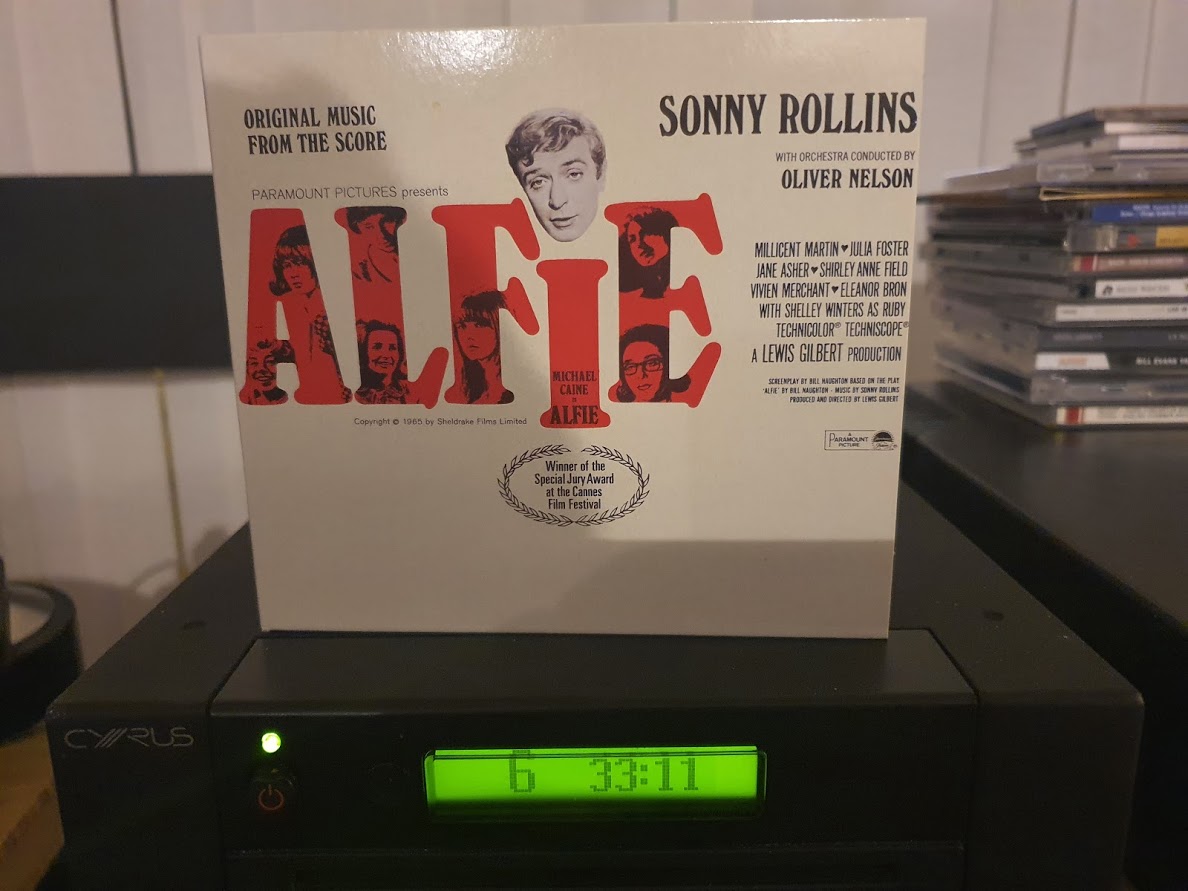 ORIGINAL MUSIC
FROM THE SCORE
SONNY ROLLINS
WITH ORCHESTRA CONDUCTED BY
OLIVER NELSON
PARAMOUNT PICTURES presents
ALFIE
MICHAEL
CAINE
is
ALFIE
MILLICENT MARTIN ♥ JULIA FOSTER
JANE ASHER ♥ SHIRLEY ANNE FIELD
VIVIEN MERCHANT ♥ ELEANOR BRON
WITH SHELLEY WINTERS AS RUBY
TECHNICOLOR® TECHNISCOPE®
A LEWIS GILBERT PRODUCTION
SCREENPLAY BY BILL NAUGHTON BASED ON THE PLAY
'ALFIE' BY BILL NAUGHTON - MUSIC BY SONNY ROLLINS
PRODUCED AND DIRECTED BY LEWIS GILBERT
Copyright © 1965 by Sheldrake Films Limited
A
PARAMOUNT
PICTURE
Winner of the
Special Jury Award
at the Cannes
Film Festival
BILL EVANS
CYRUS
6 33:11